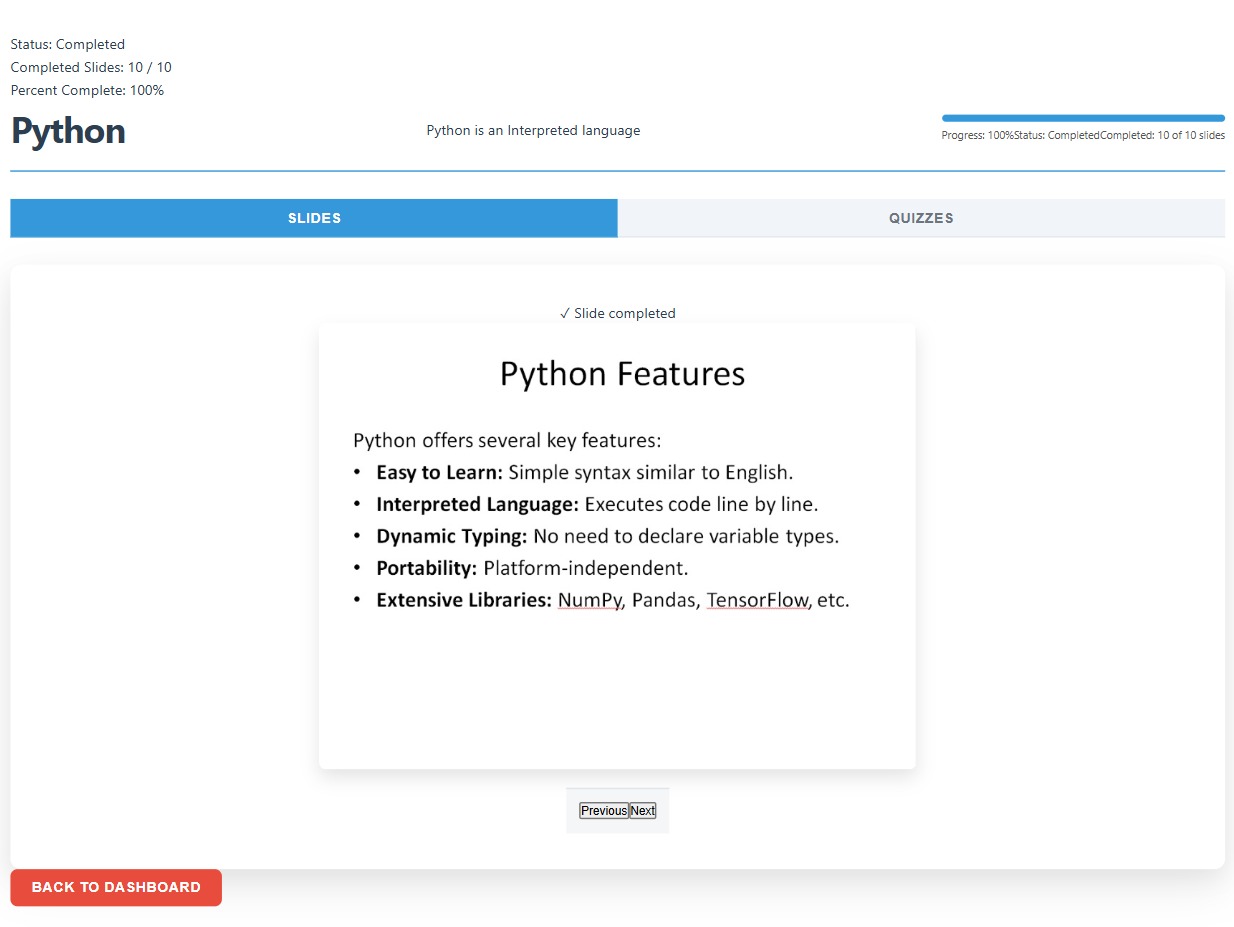 Status: Completed
Completed Slides: 10 / 10
Percent Complete: 100%
Python
Python is an Interpreted language
Progress: 100%Status: CompletedCompleted: 10 of 10 slides
SLIDES
QUIZZES
✓ Slide completed
Python Features
Python offers several key features:
• Easy to Learn: Simple syntax similar to English.
• Interpreted Language: Executes code line by line.
• Dynamic Typing: No need to declare variable types.
• Portability: Platform-independent.
• Extensive Libraries: NumPy, Pandas, TensorFlow, etc.
Previous Next
BACK TO DASHBOARD